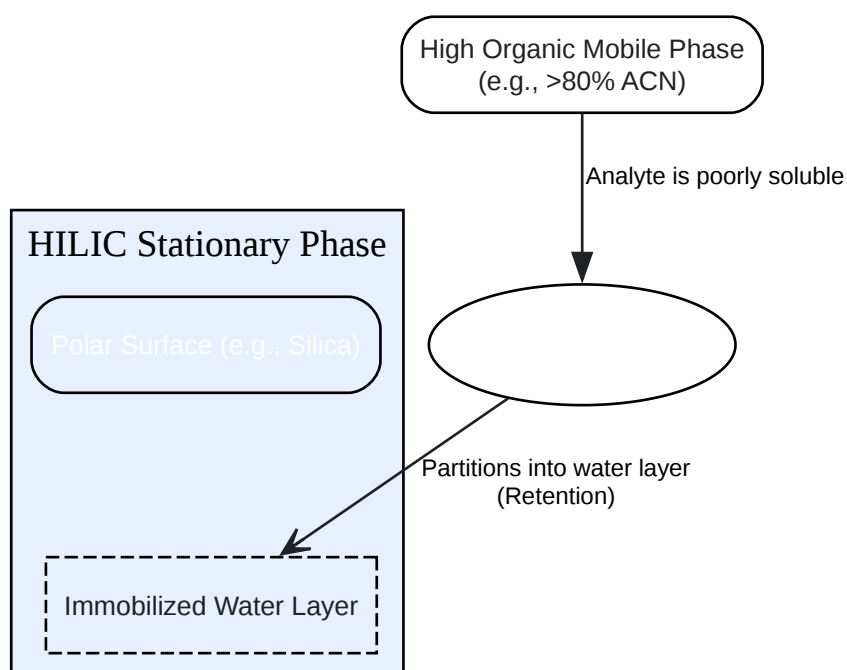 High Organic Mobile Phase
(e.g., >80% ACN)
Analyte is poorly soluble
HILIC Stationary Phase
Polar Surface (e.g., Silica)
Partitions into water layer
(Retention)
Immobilized Water Layer